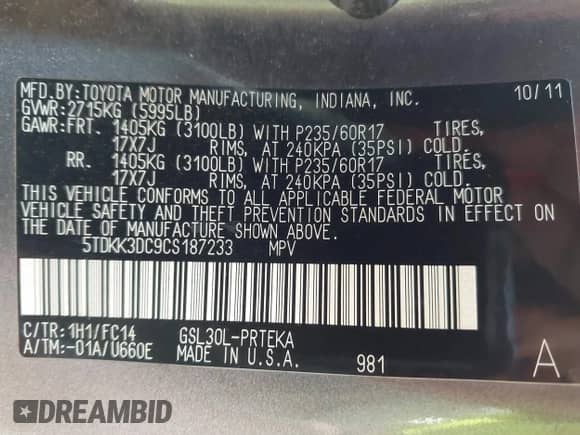 MFD.BY:TOYOTA MOTOR MANUFACTURING, INDIANA, INC. 10/11
GVWR:2715KG (5995LB)
GAWR:FRT. 1405KG (3100LB) WITH P235/60R17 TIRES,
17X7J RIMS, AT 240KPA (35PSI) COLD.
RR. 1405KG (3100LB) WITH P235/60R17 TIRES,
17X7J RIMS, AT 240KPA (35PSI) COLD.
THIS VEHICLE CONFORMS TO ALL APPLICABLE FEDERAL MOTOR
VEHICLE SAFETY AND THEFT PREVENTION STANDARDS IN EFFECT ON
THE DATE OF MANUFACTURE SHOWN ABOVE.
5TDKK3DC9CS187233 MPV
C/TR:1H1/FC14 GSL30L-PRTEKA
A/TM:-01A/U660E MADE IN U.S.A. 981 A
DREAMBID